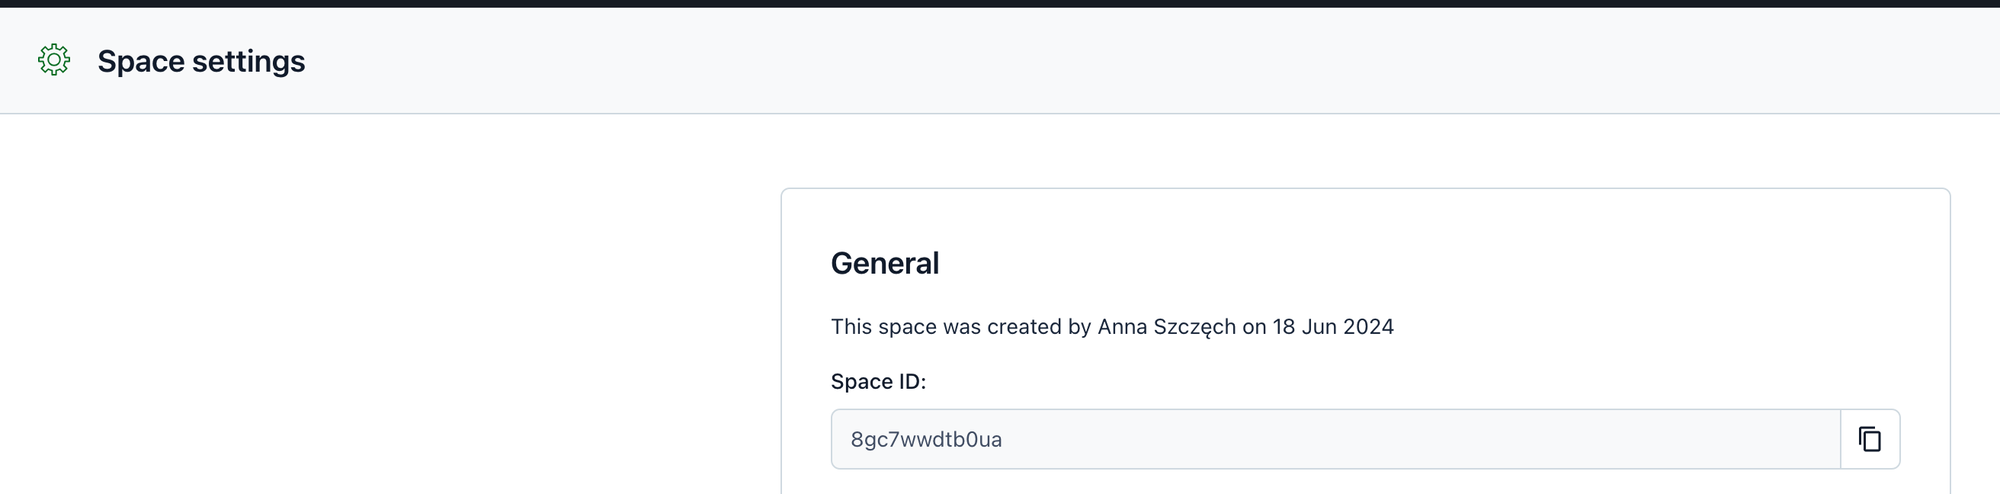 Space settings
General
This space was created by Anna Szczęch on 18 Jun 2024
Space ID:
8gc7wwdtb0ua